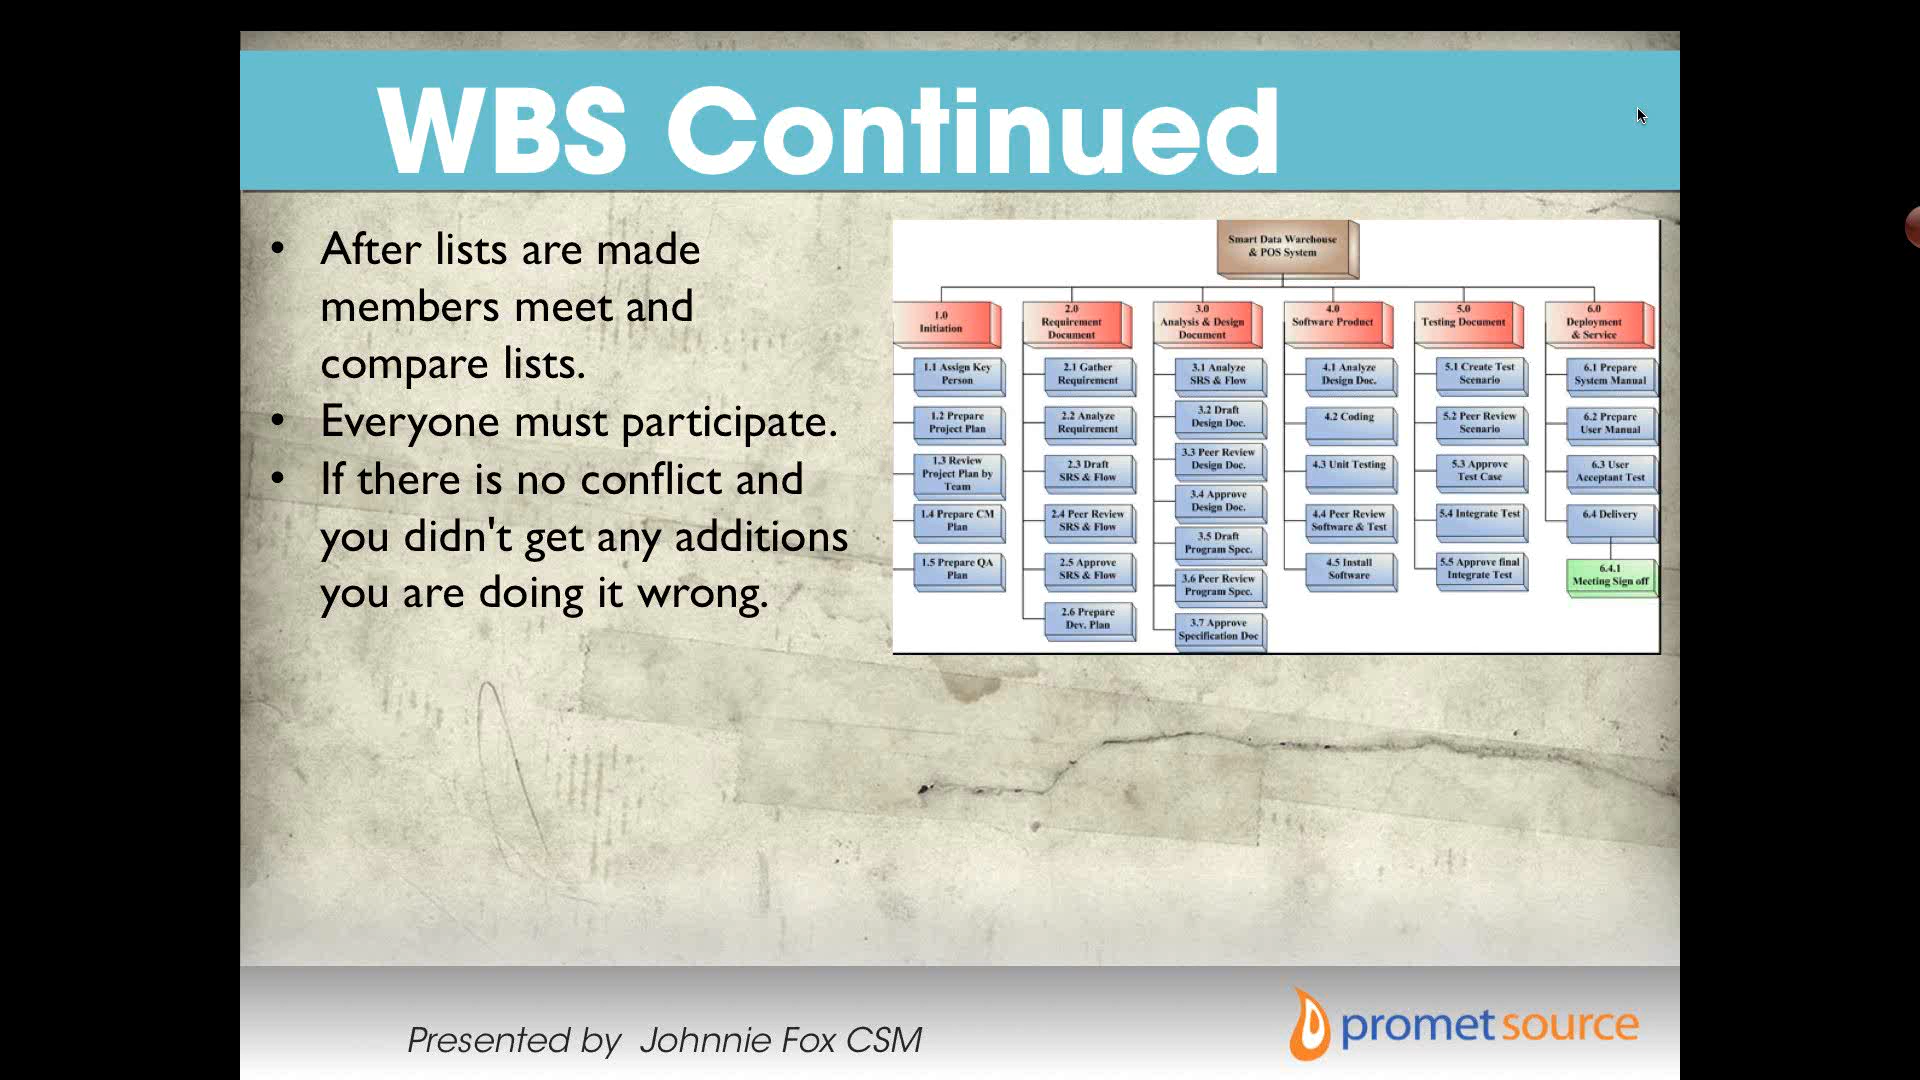 WBS Continued
• After lists are made
members meet and
compare lists.
• Everyone must participate.
• If there is no conflict and
you didn't get any additions
you are doing it wrong.
Smart Data Warehouse
& POS System
1.0
Initiation
1.1 Assign Key
Person
1.2 Prepare
Project Plan
1.3 Review
Project Plan by
Team
1.4 Prepare CM
Plan
1.5 Prepare QA
Plan
2.0
Requirement
Document
2.1 Gather
Requirement
2.2 Analyze
Requirement
2.3 Draft
SRS & Flow
2.4 Peer Review
SRS & Flow
2.5 Approve
SRS & Flow
2.6 Prepare
Dev. Plan
3.0
Analysis & Design
Document
3.1 Analyze
SRS & Flow
3.2 Draft
Design Doc.
3.3 Peer Review
Design Doc.
3.4 Approve
Design Doc.
3.5 Draft
Program Spec.
3.6 Peer Review
Program Spec.
3.7 Approve
Specification Doc
4.0
Software Product
4.1 Analyze
Design Doc.
4.2 Coding
4.3 Unit Testing
4.4 Peer Review
Software & Test
4.5 Install
Software
5.0
Testing Document
5.1 Create Test
Scenario
5.2 Peer Review
Scenario
5.3 Approve
Test Case
5.4 Integrate Test
5.5 Approve final
Integrate Test
6.0
Deployment
& Service
6.1 Prepare
System Manual
6.2 Prepare
User Manual
6.3 User
Acceptant Test
6.4 Delivery
6.4.1
Meeting Sign off
Presented by Johnnie Fox CSM
promet source